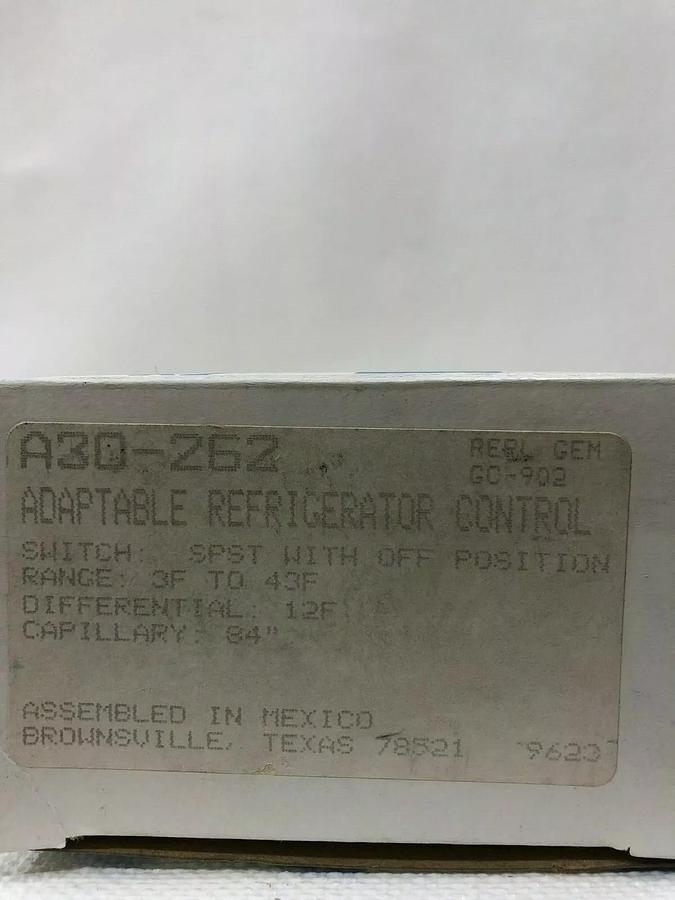 A30-262
REPL GEM
GC-902
ADAPTABLE REFRIGERATOR CONTROL
SWITCH: SPST WITH OFF POSITION
RANGE: 3F TO 43F
DIFFERENTIAL: 12F
CAPILLARY: 84"
ASSEMBLED IN MEXICO
BROWNSVILLE, TEXAS 78521 9623